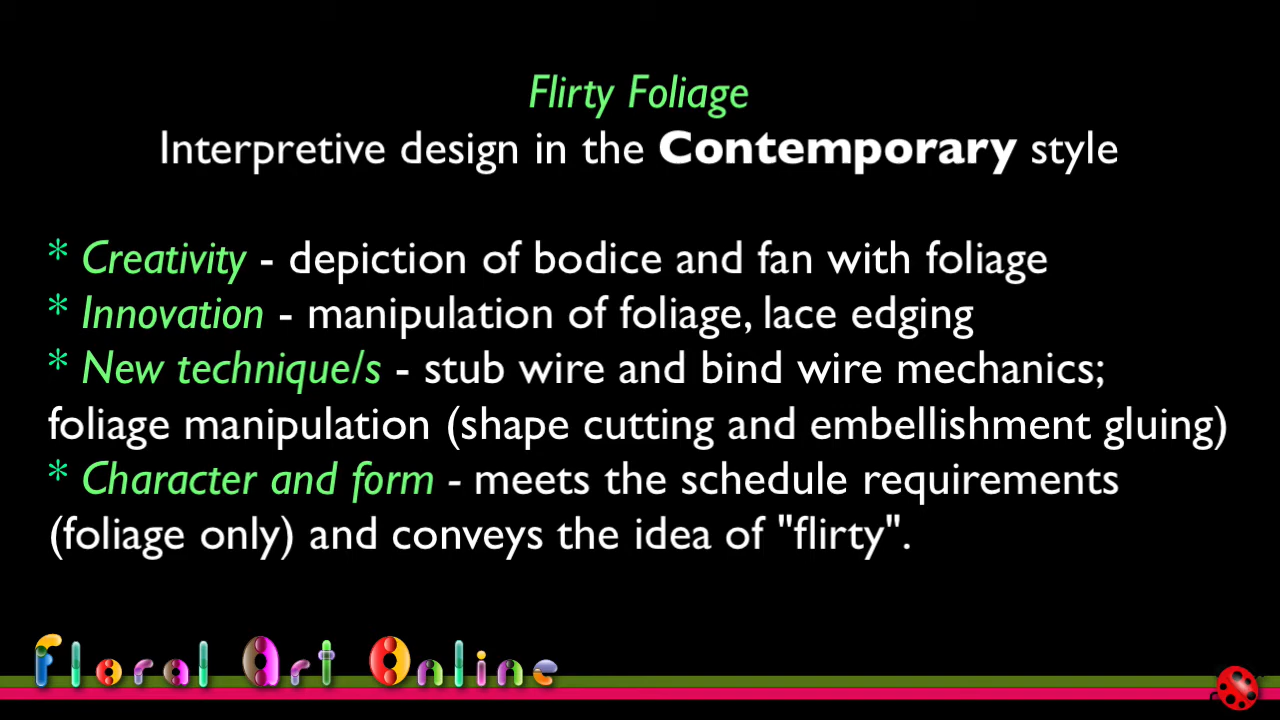 Flirty Foliage
Interpretive design in the Contemporary style
* Creativity - depiction of bodice and fan with foliage
* Innovation - manipulation of foliage, lace edging
* New technique/s - stub wire and bind wire mechanics;
foliage manipulation (shape cutting and embellishment gluing)
* Character and form - meets the schedule requirements
(foliage only) and conveys the idea of "flirty".
Floral Art Online